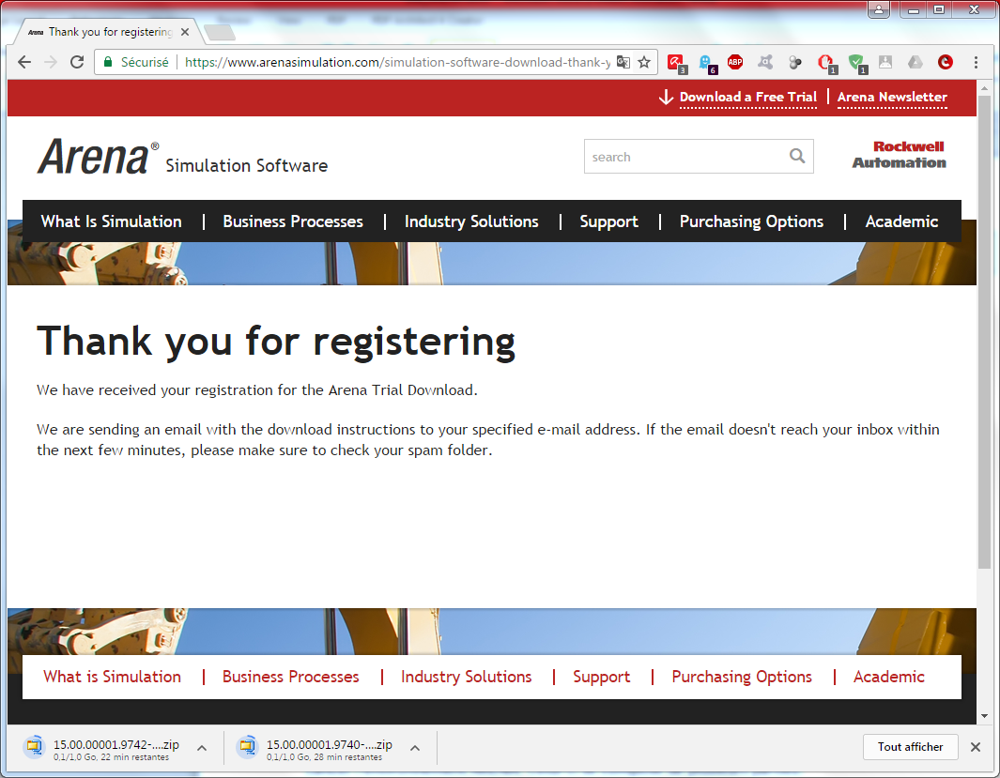 Arena Thank you for registering
Sécurisé https://www.arenasimulation.com/simulation-software-download-thank-y
3 6 ABP 1 1
Download a Free Trial Arena Newsletter
Arena® Simulation Software
search
Rockwell
Automation
What Is Simulation | Business Processes | Industry Solutions | Support | Purchasing Options | Academic
Thank you for registering
We have received your registration for the Arena Trial Download.
We are sending an email with the download instructions to your specified e-mail address. If the email doesn't reach your inbox within
the next few minutes, please make sure to check your spam folder.
What is Simulation | Business Processes | Industry Solutions | Support | Purchasing Options | Academic
15.00.00001.9742-....zip
0,1/1,0 Go, 22 min restantes
15.00.00001.9740-....zip
0,1/1,0 Go, 28 min restantes
Tout afficher